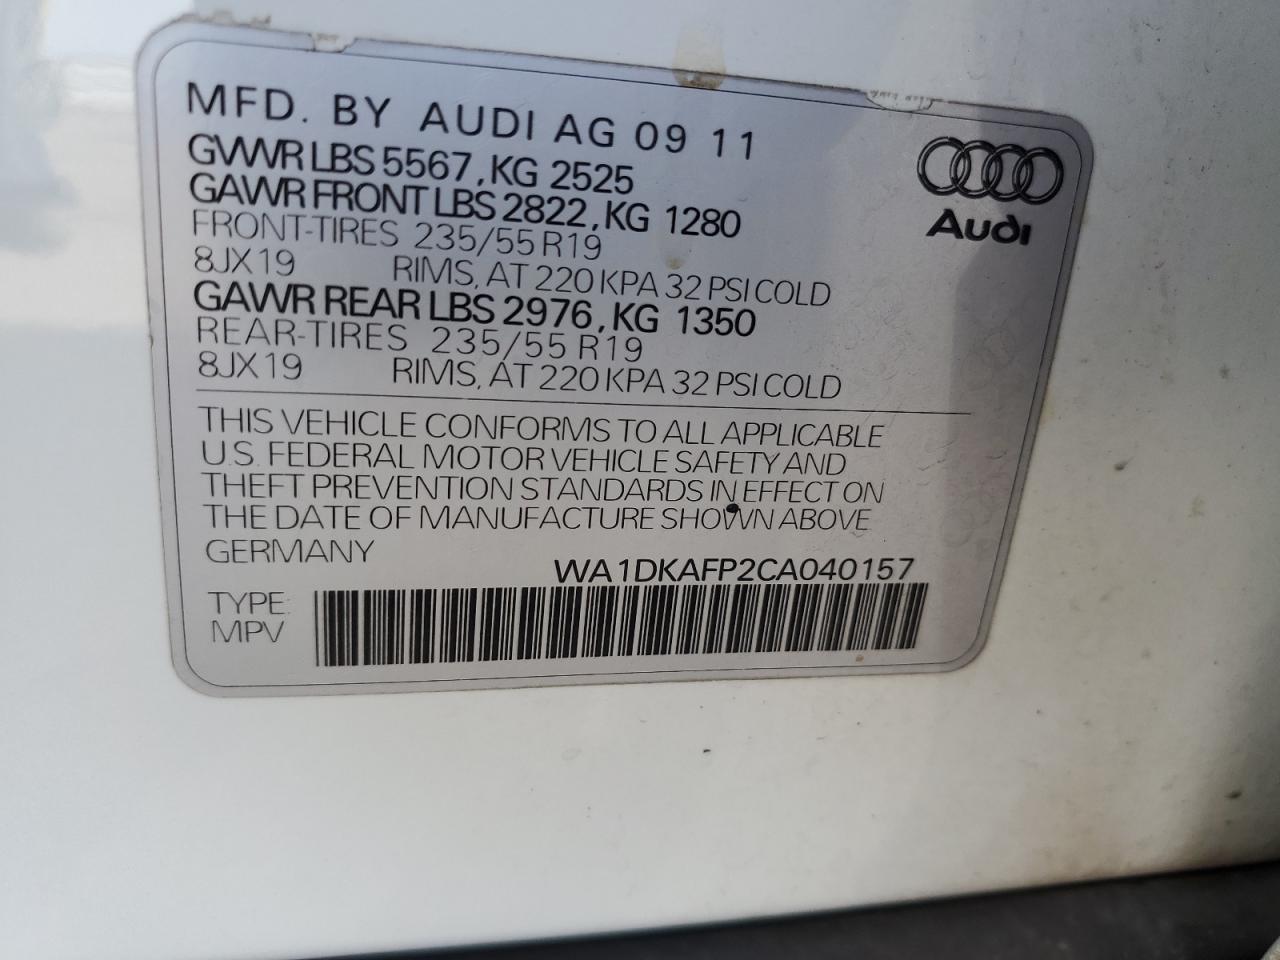 MFD. BY AUDI AG 09 11
GVWR LBS 5567, KG 2525
GAWR FRONT LBS 2822, KG 1280
FRONT-TIRES 235/55 R19
8JX19 RIMS, AT 220 KPA 32 PSI COLD
GAWR REAR LBS 2976, KG 1350
REAR-TIRES 235/55 R19
8JX19 RIMS, AT 220 KPA 32 PSI COLD
Audi
THIS VEHICLE CONFORMS TO ALL APPLICABLE
U.S. FEDERAL MOTOR VEHICLE SAFETY AND
THEFT PREVENTION STANDARDS IN EFFECT ON
THE DATE OF MANUFACTURE SHOWN ABOVE
GERMANY WA1DKAFP2CA040157
TYPE:
MPV